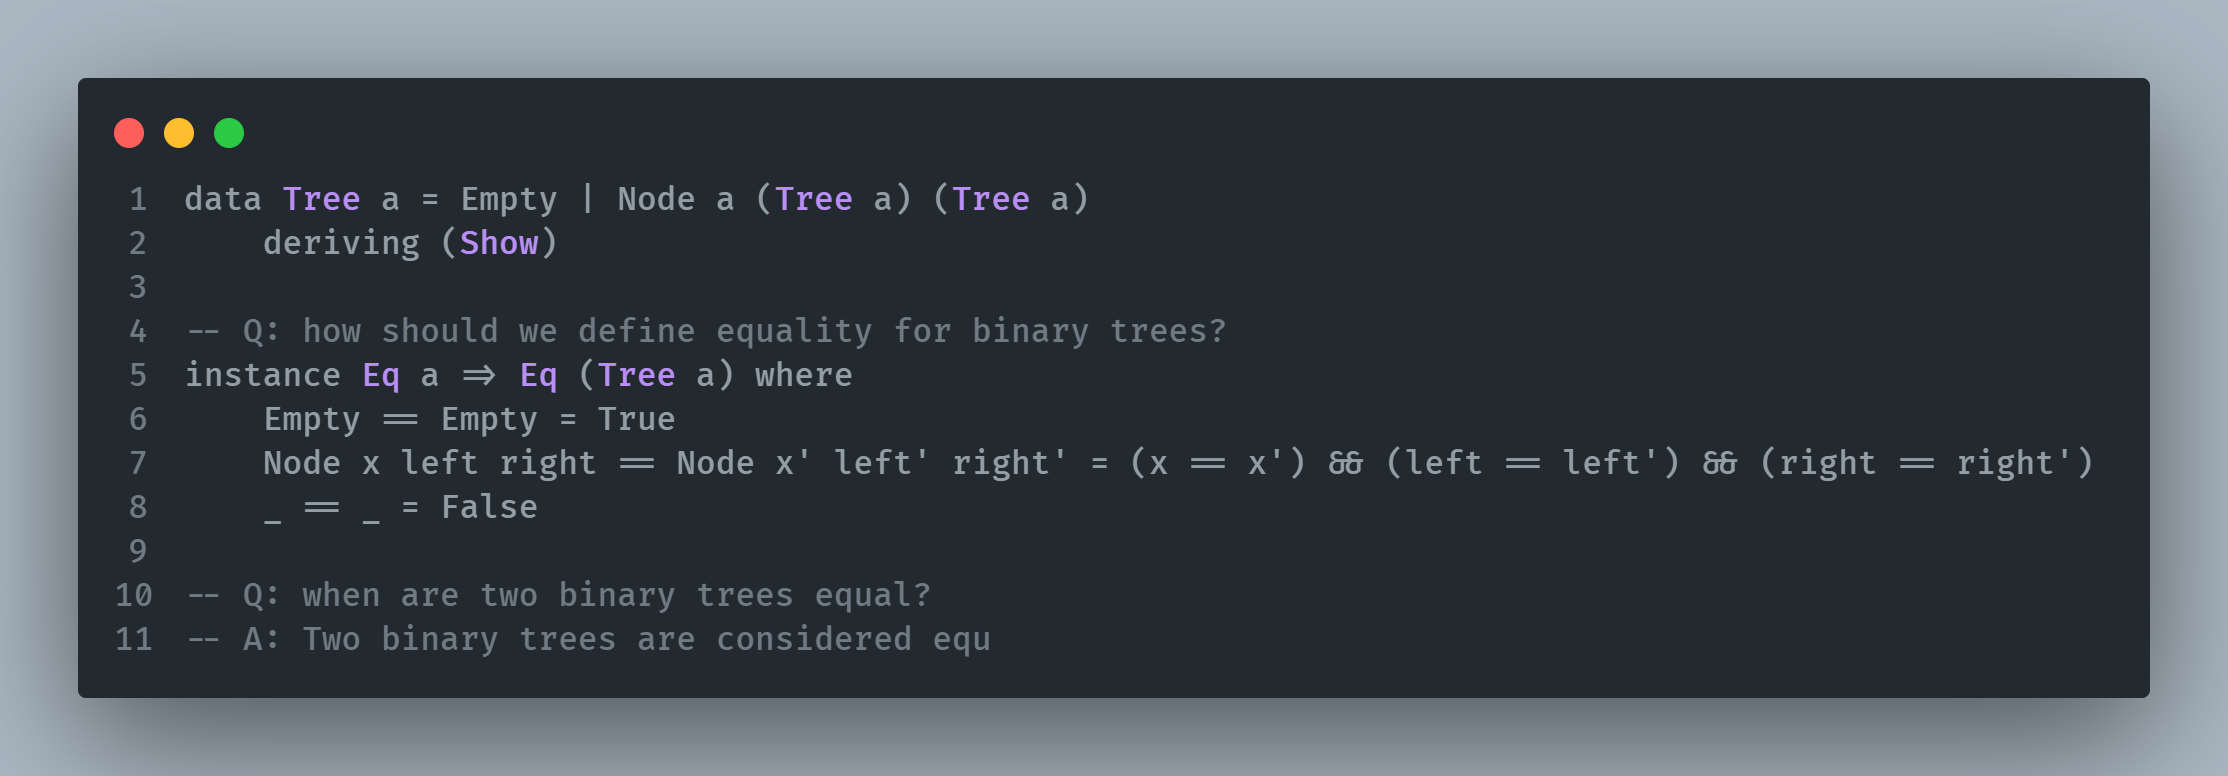 1 data Tree a = Empty | Node a (Tree a) (Tree a)
2     deriving (Show)
3
4 -- Q: how should we define equality for binary trees?
5 instance Eq a => Eq (Tree a) where
6     Empty == Empty = True
7     Node x left right == Node x' left' right' = (x == x') && (left == left') && (right == right')
8     _ == _ = False
9
10 -- Q: when are two binary trees equal?
11 -- A: Two binary trees are considered equ